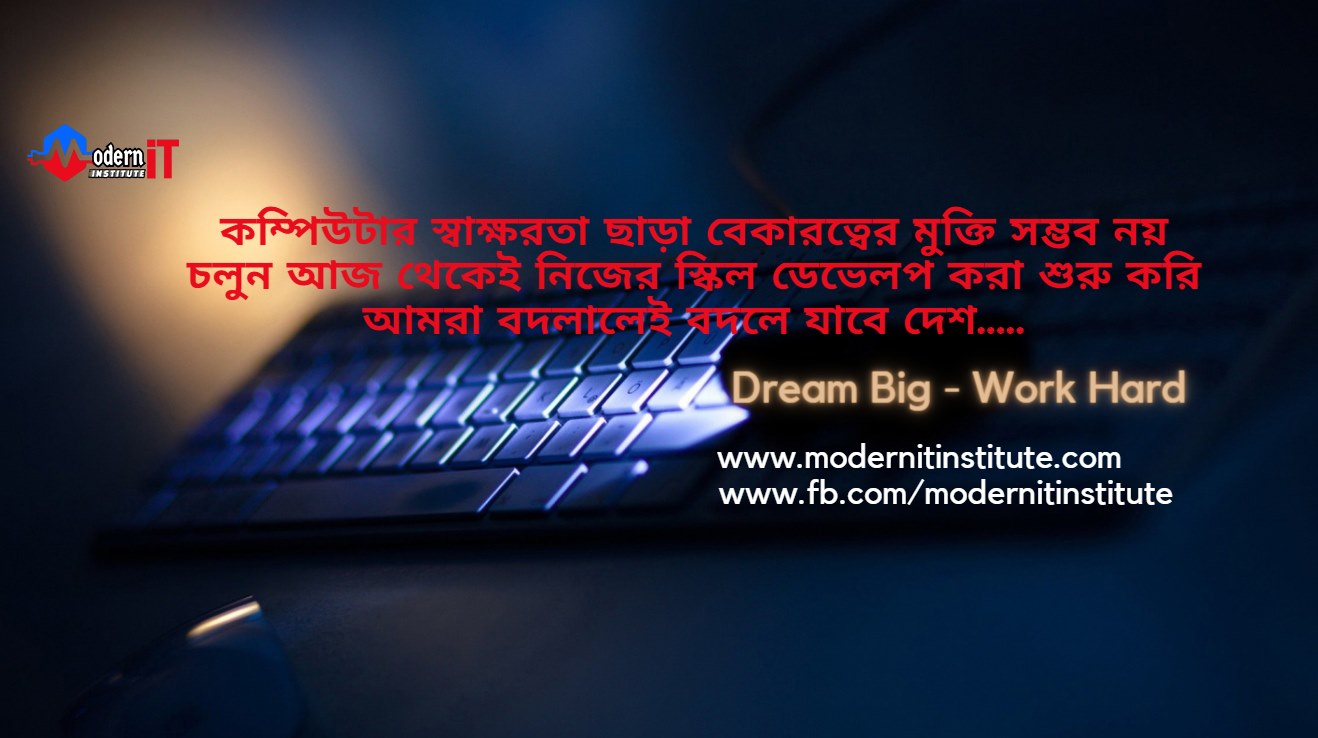 Modern iT
INSTITUTE
কম্পিউটার স্বাক্ষরতা ছাড়া বেকারত্বের মুক্তি সম্ভব নয়
চলুন আজ থেকেই নিজের স্কিল ডেভেলপ করা শুরু করি
আমরা বদলালেই বদলে যাবে দেশ.....
Dream Big - Work Hard
www.modernitinstitute.com
www.fb.com/modernitinstitute